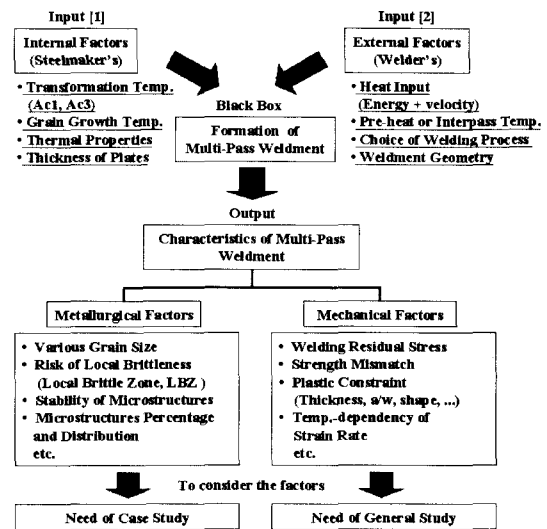 Input [1]
Internal Factors
(Steelmaker's)
• Transformation Temp.
(Ac1, Ac3)
• Grain Growth Temp.
• Thermal Properties
• Thickness of Plates
Input [2]
External Factors
(Welder's)
• Heat Input
(Energy + velocity)
• Pre-heat or Interpass Temp.
• Choice of Welding Process
• Weldment Geometry
Black Box
Formation of
Multi-Pass Weldment
Output
Characteristics of Multi-Pass
Weldment
Metallurgical Factors
• Various Grain Size
• Risk of Local Brittleness
(Local Brittle Zone, LBZ )
• Stability of Microstructures
• Microstructures Percentage
and Distribution
etc.
Mechanical Factors
• Welding Residual Stress
• Strength Mismatch
• Plastic Constraint
(Thickness, a/w, shape, ...)
• Temp.-dependency of
Strain Rate
etc.
To consider the factors
Need of Case Study
Need of General Study